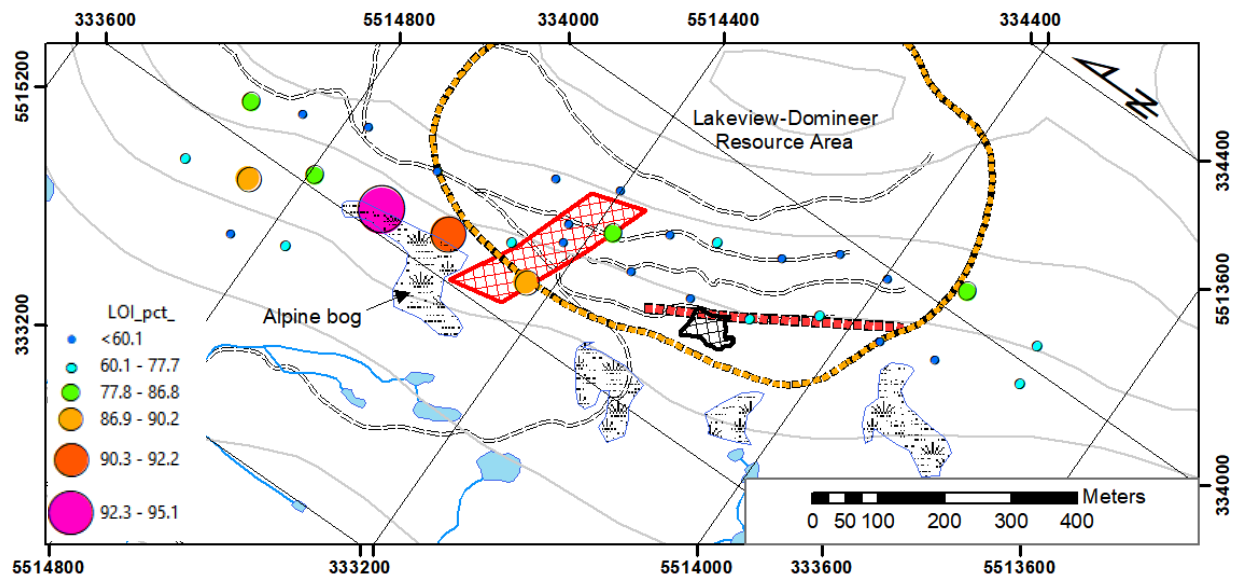 333600
5514800
334000
5514400
334400
5515200
333200
334400
5513600
334000
Lakeview-Domineer
Resource Area
N
Alpine bog
LOI_pct_
<60.1
60.1 - 77.7
77.8 - 86.8
86.9 - 90.2
90.3 - 92.2
92.3 - 95.1
Meters
0 50 100 200 300 400
5514800
333200
5514000
333600
5513600